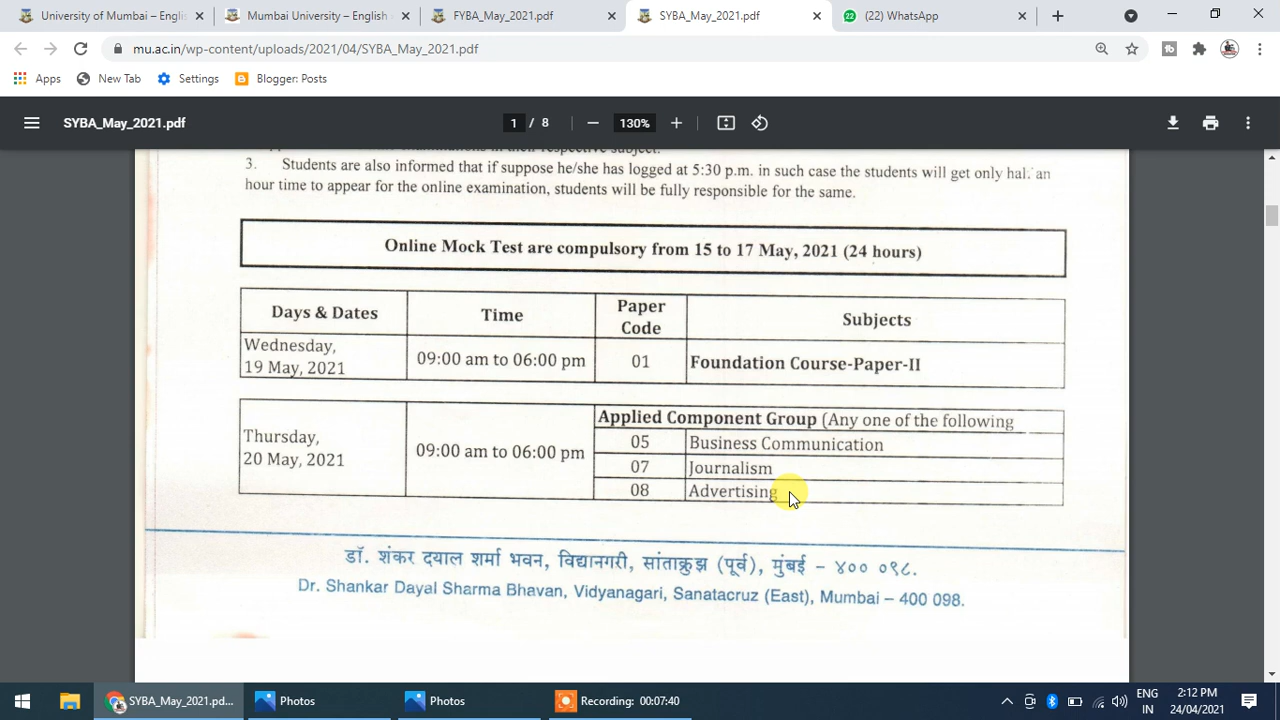 University of Mumbai – Englis
Mumbai University – English
FYBA_May_2021.pdf
SYBA_May_2021.pdf
(22) WhatsApp
mu.ac.in/wp-content/uploads/2021/04/SYBA_May_2021.pdf
Apps
New Tab
Settings
Blogger: Posts
SYBA_May_2021.pdf
1 / 8
130%
3. Students are also informed that if suppose he/she has logged at 5:30 p.m. in such case the students will get only half an
hour time to appear for the online examination, students will be fully responsible for the same.
Online Mock Test are compulsory from 15 to 17 May, 2021 (24 hours)
Days & Dates Time Paper Code Subjects
Wednesday,
19 May, 2021 09:00 am to 06:00 pm 01 Foundation Course-Paper-II
Applied Component Group (Any one of the following
Thursday,
20 May, 2021 09:00 am to 06:00 pm
05 Business Communication
07 Journalism
08 Advertising
डॉ. शंकर दयाल शर्मा भवन, विद्यानगरी, सांताक्रुझ (पूर्व), मुंबई – ४०० ०९८.
Dr. Shankar Dayal Sharma Bhavan, Vidyanagari, Sanatacruz (East), Mumbai – 400 098.
SYBA_May_2021.pd...
Photos
Photos
Recording: 00:07:40
ENG
IN
2:12 PM
24/04/2021
22